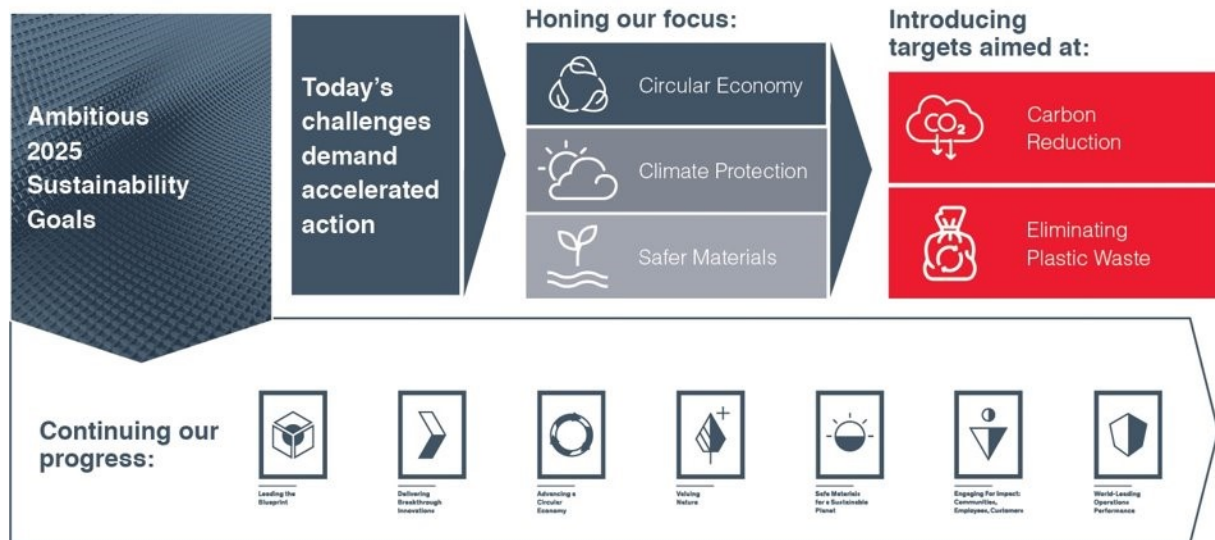 Ambitious
2025
Sustainability
Goals
Today's
challenges
demand
accelerated
action
Honing our focus:
Circular Economy
Climate Protection
Safer Materials
Introducing
targets aimed at:
CO₂
Carbon
Reduction
Eliminating
Plastic Waste
Continuing our
progress:
Leading the
Blueprint
Delivering
Breakthrough
Innovations
Advancing a
Circular
Economy
Valuing
Nature
Safe Materials
for a Sustainable
Planet
Engaging For Impact:
Communities,
Employees, Customers
World-Leading
Operations
Performance